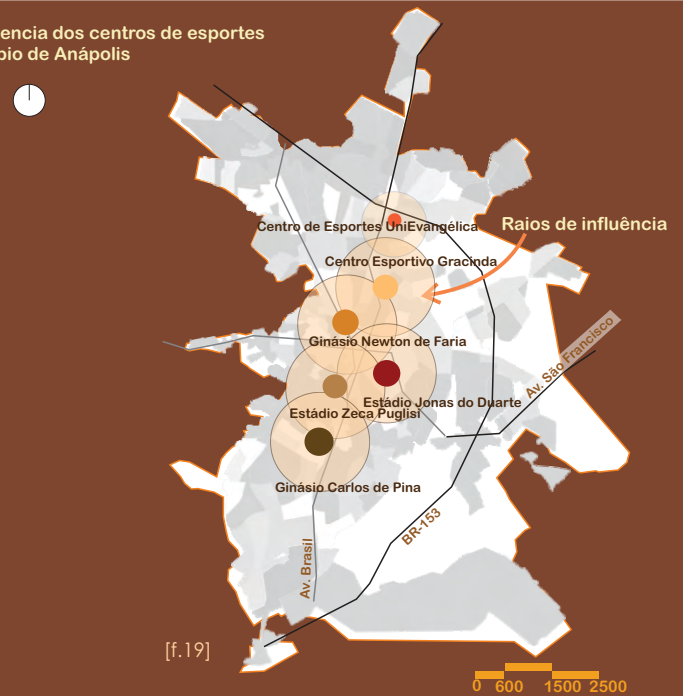 encia dos centros de esportes
pio de Anápolis
Centro de Esportes UniEvangélica
Raios de influência
Centro Esportivo Gracinda
Ginásio Newton de Faria
Av. São Francisco
Estádio Jonas do Duarte
Estádio Zeca Puglisi
Ginásio Carlos de Pina
BR-153
Av. Brasil
[f.19]
0 600 1500 2500